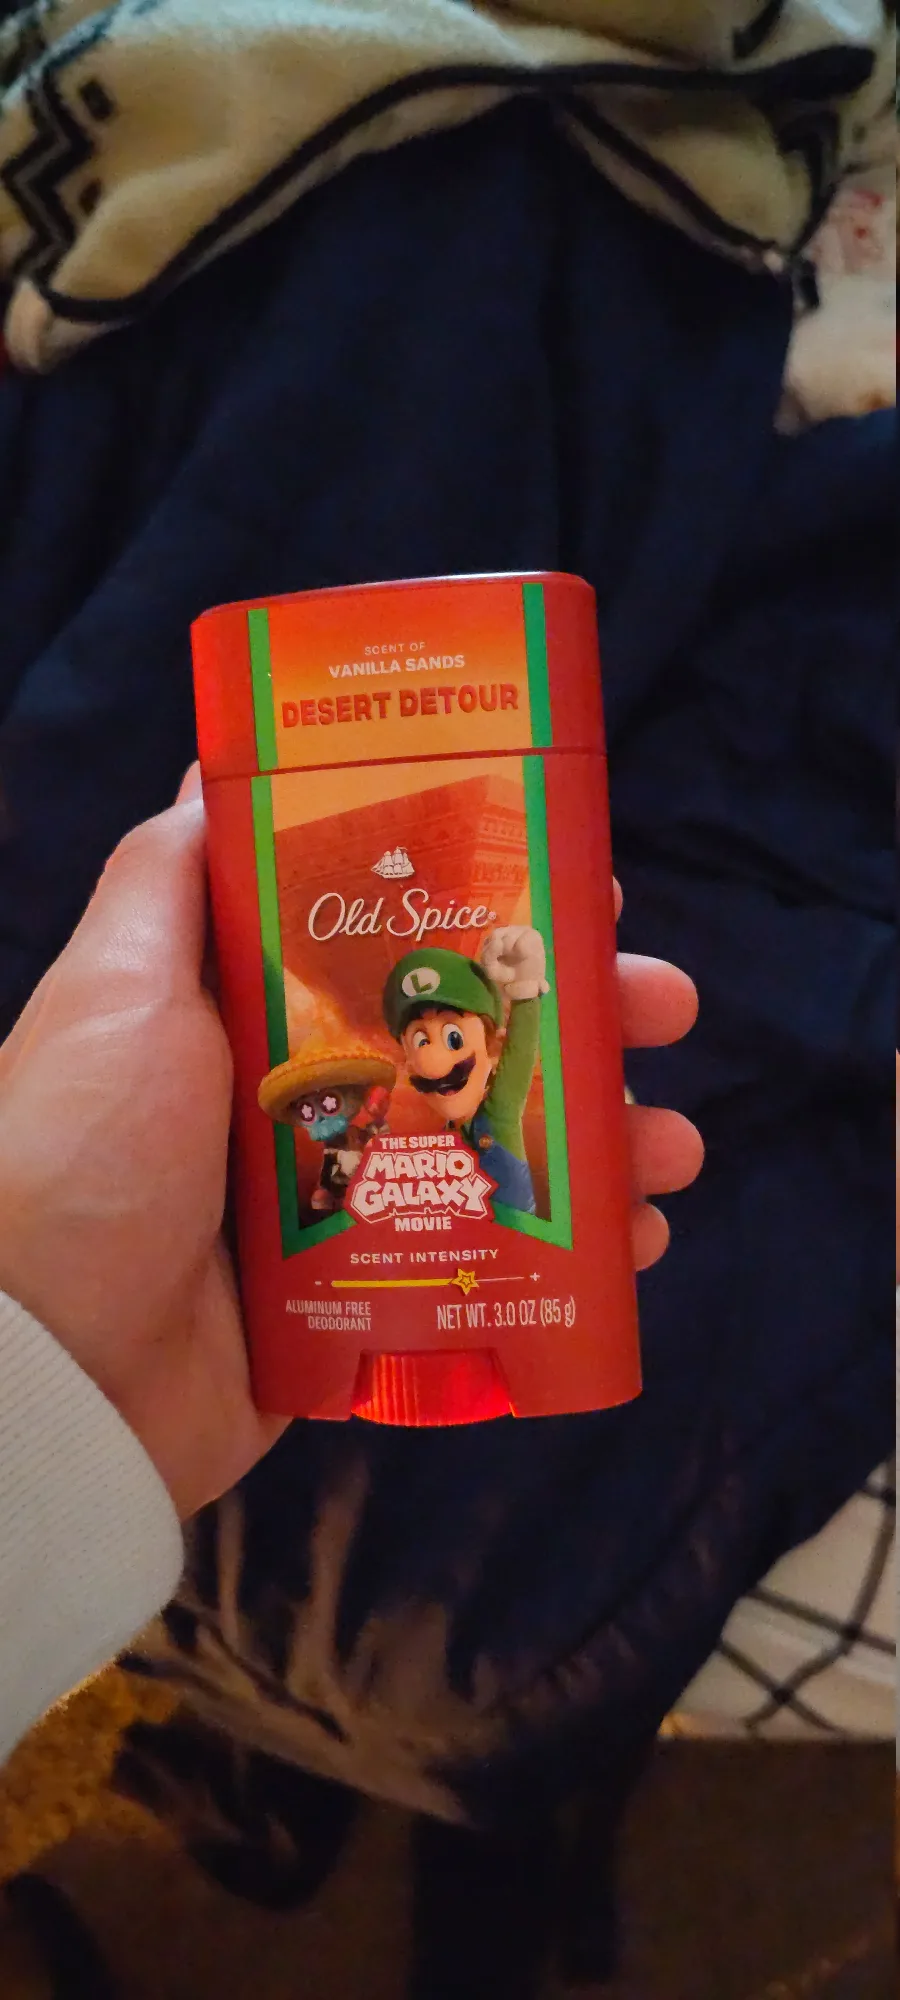 SCENT OF
VANILLA SANDS
DESERT DETOUR
Old Spice®
L
THE SUPER
MARIO
GALAXY
MOVIE
SCENT INTENSITY
- +
ALUMINUM FREE
DEODORANT
NET WT. 3.0 OZ (85 g)